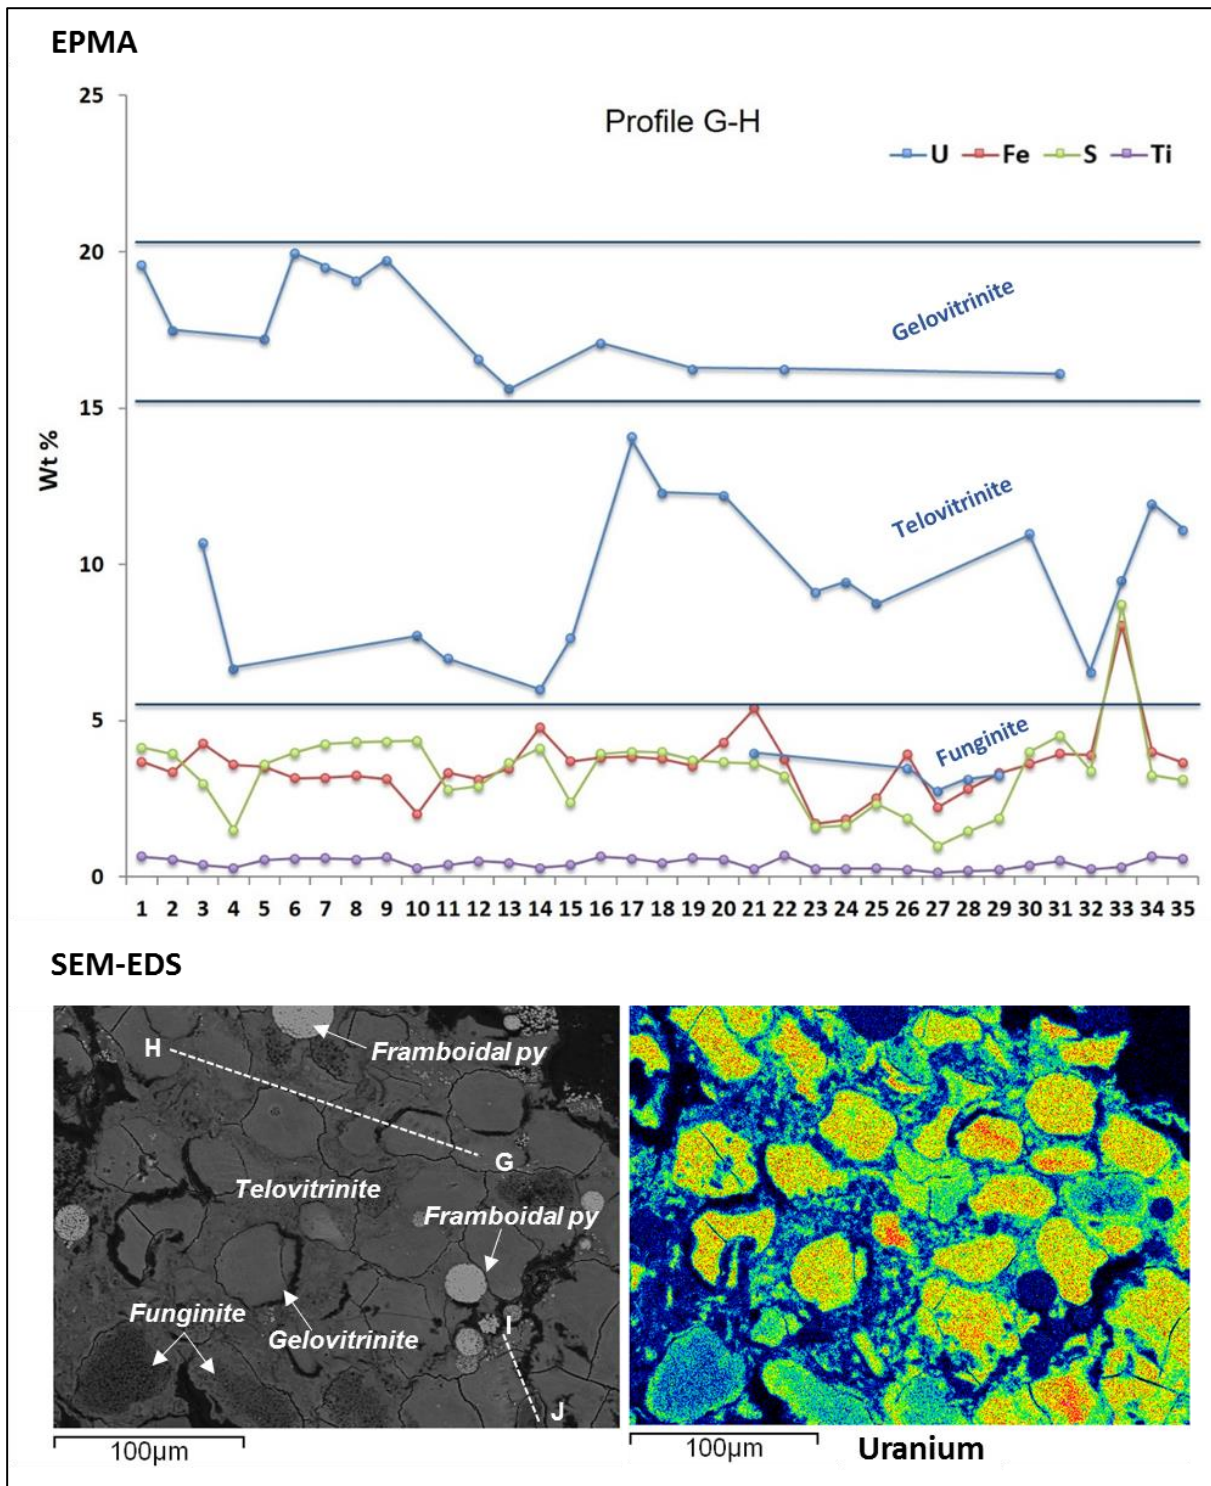 EPMA
Profile G-H
U Fe S Ti
25
20
15
10
5
0
Wt %
Gelovitrinite
Telovitrinite
Funginite
1 2 3 4 5 6 7 8 9 10 11 12 13 14 15 16 17 18 19 20 21 22 23 24 25 26 27 28 29 30 31 32 33 34 35
SEM-EDS
H
Framboidal py
G
Telovitrinite
Framboidal py
Funginite
Gelovitrinite
I
J
100µm
100µm
Uranium